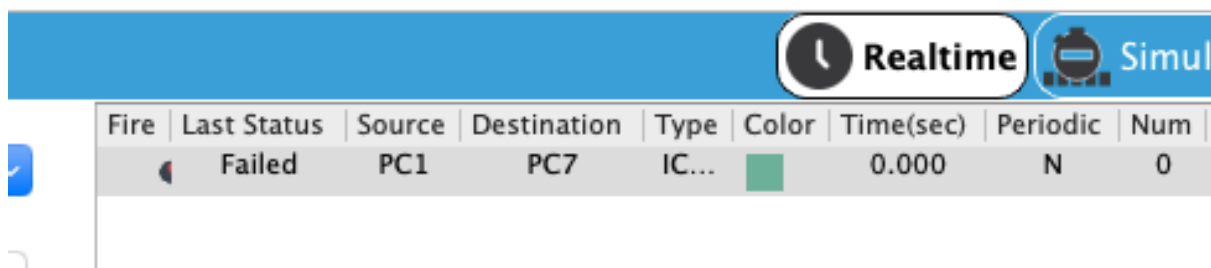 Realtime Simul
Fire Last Status Source Destination Type Color Time(sec) Periodic Num
Failed PC1 PC7 IC... 0.000 N 0